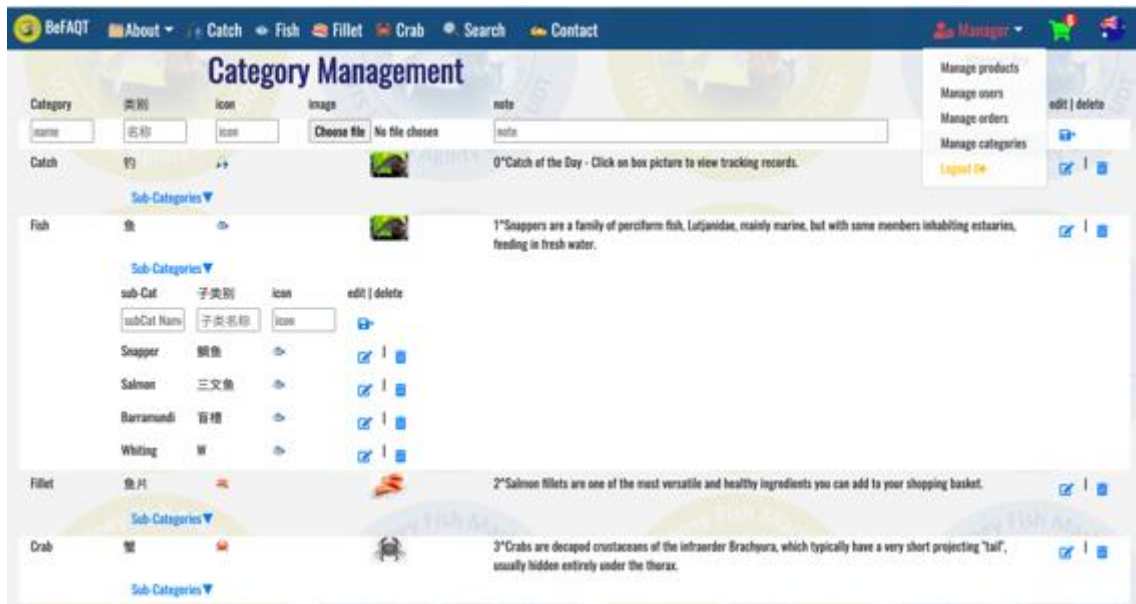 BeFAQT About Catch Fish Fillet Crab Search Contact Manager
Category Management
Manage products
Manage users
Manage orders
Manage categories
Logout
Category 类别 icon image note edit | delete
name 名称 icon Choose file No file chosen note
Catch 钓 0*Catch of the Day - Click on box picture to view tracking records.
Sub-Categories▼
Fish 鱼 1*Snappers are a family of perciform fish, Lutjanidae, mainly marine, but with some members inhabiting estuaries,
feeding in fresh water.
Sub-Categories▼
sub-Cat 子类别 icon edit | delete
subCat Name 子类名称 icon
Snapper 鲷鱼
Salmon 三文鱼
Barramundi 盲槽
Whiting W
Fillet 鱼片 2*Salmon fillets are one of the most versatile and healthy ingredients you can add to your shopping basket.
Sub-Categories▼
Crab 蟹 3*Crabs are decapod crustaceans of the infraorder Brachyura, which typically have a very short projecting "tail",
usually hidden entirely under the thorax.
Sub-Categories▼